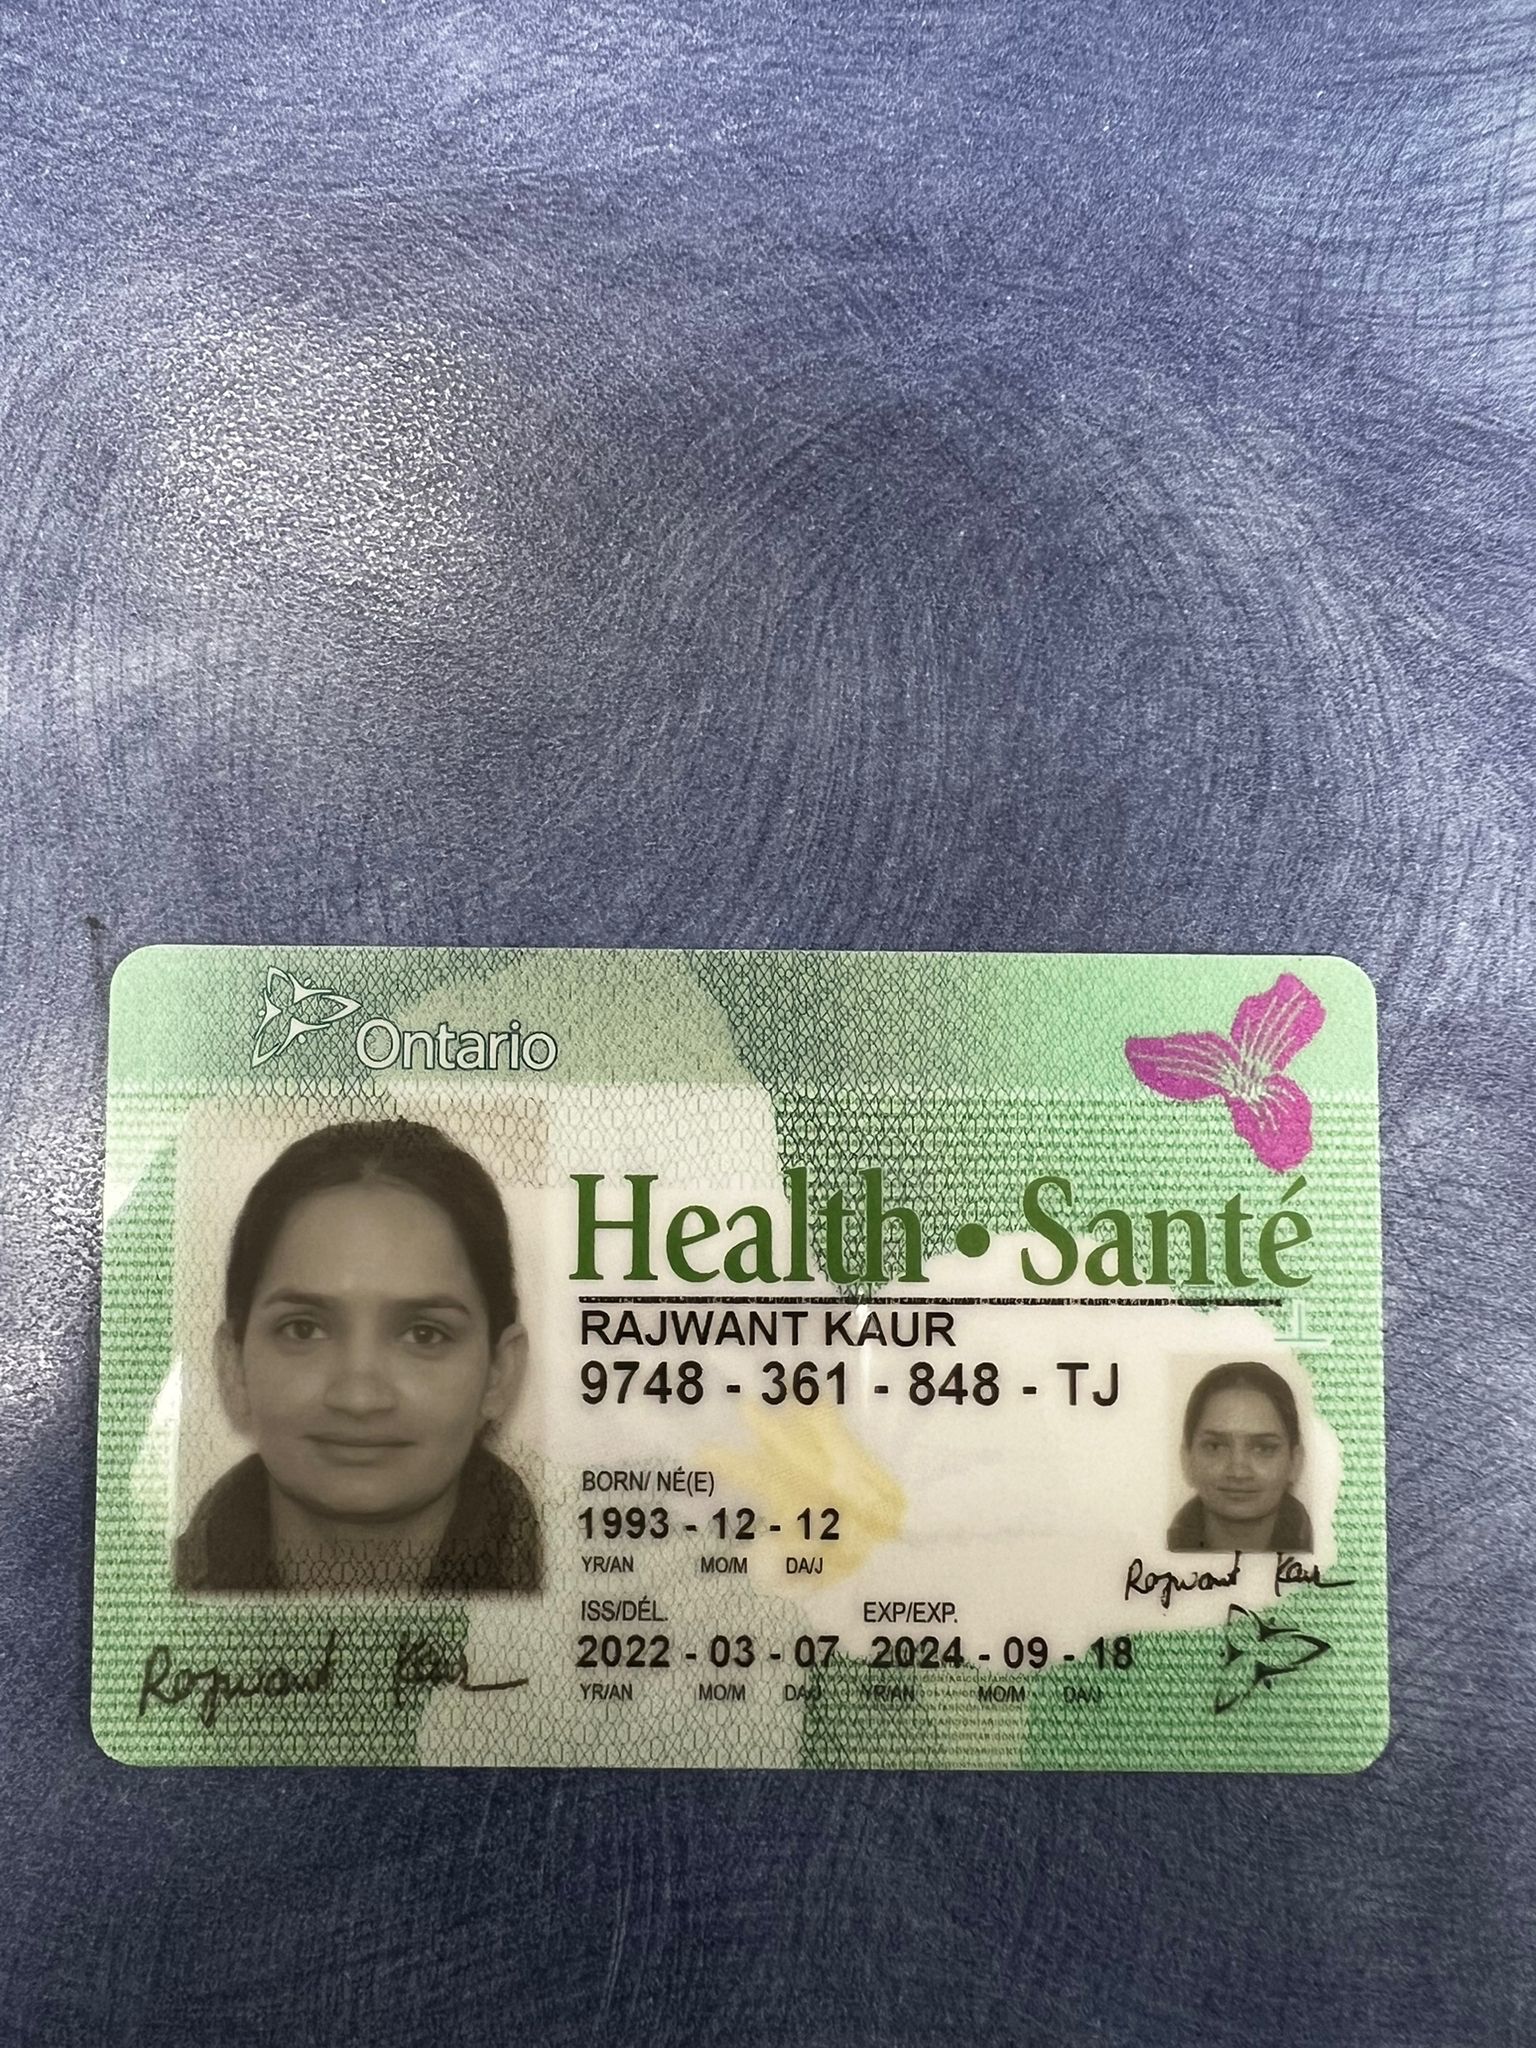 Ontario
Health • Santé
RAJWANT KAUR
9748 - 361 - 848 - TJ
BORN/ NÉ(E)
1993 - 12 - 12
YR/AN MO/M DA/J
ISS/DÉL. EXP/EXP.
2022 - 03 - 07 2024 - 09 - 18
YR/AN MO/M DA/J YR/AN MO/M DA/J
Rajwant Kaur
Rajwant Kaur